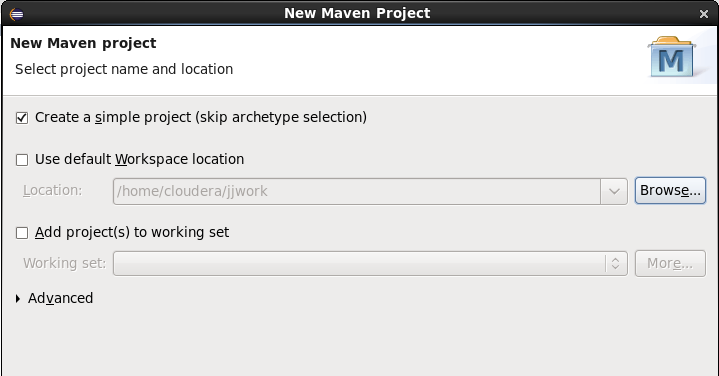 New Maven Project
New Maven project
Select project name and location
M
Create a simple project (skip archetype selection)
Use default Workspace location
Location: /home/cloudera/jjwork Browse...
Add project(s) to working set
Working set: More...
Advanced